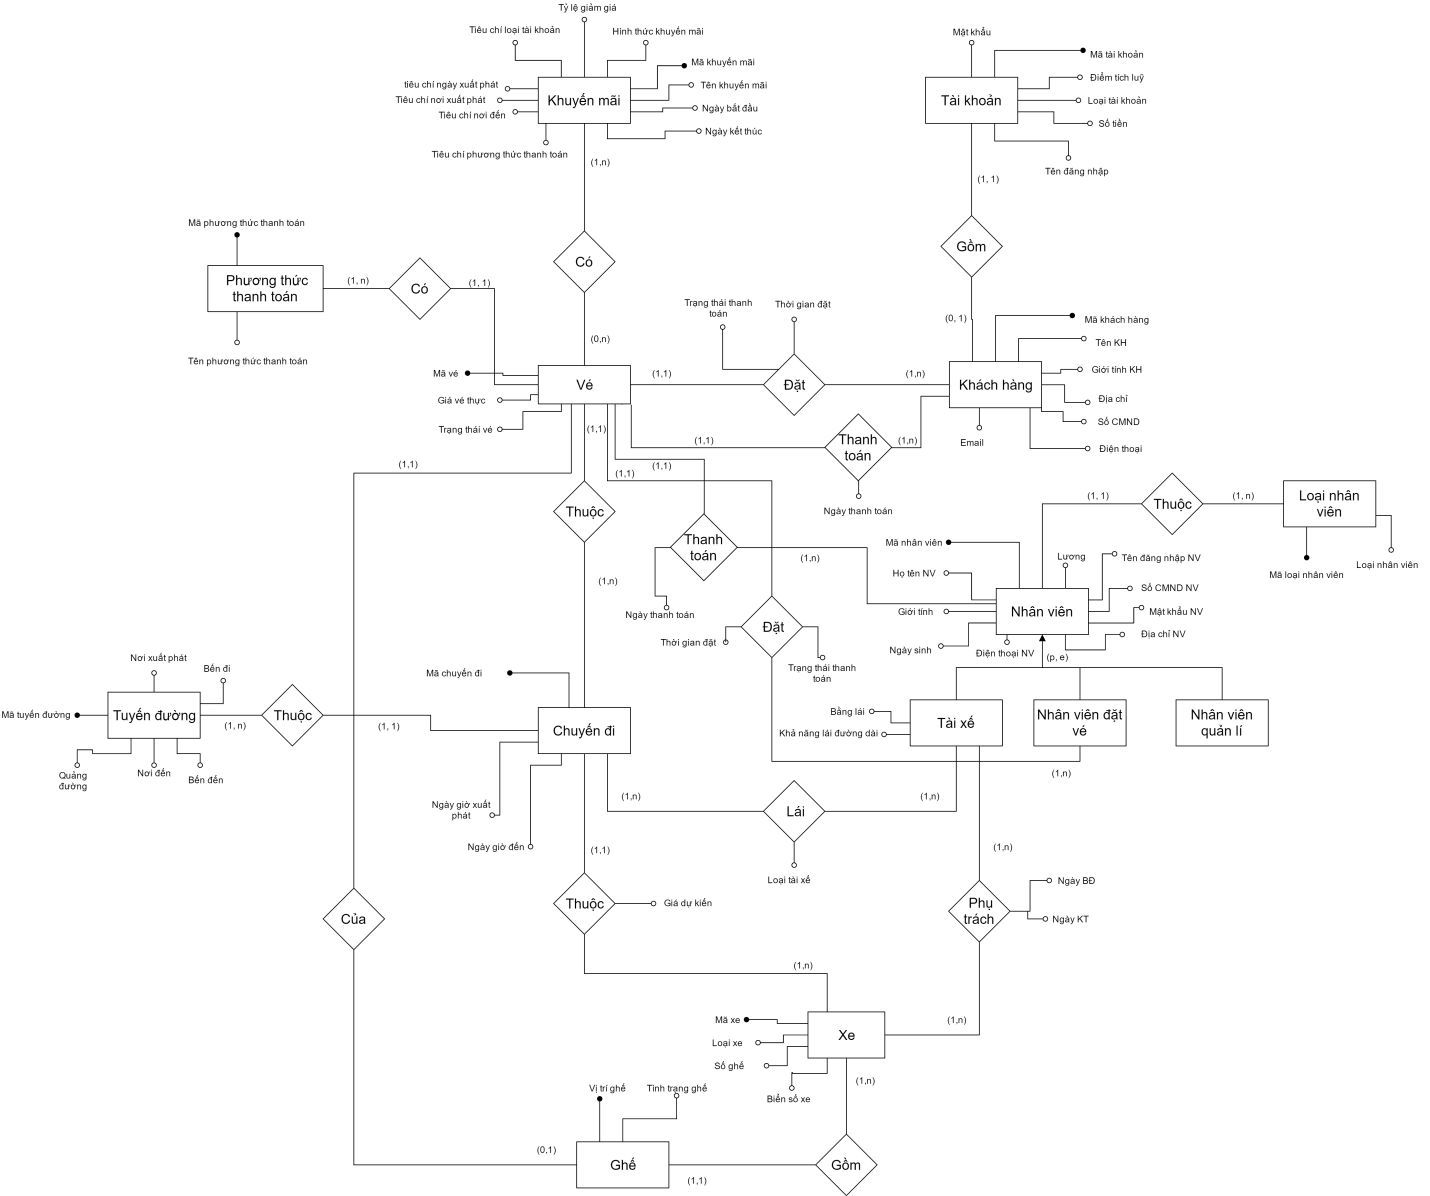 Tỷ lệ giảm giá
Tiêu chí loại tài khoản
Hình thức khuyến mãi
Mã khuyến mãi
tiêu chí ngày xuất phát
Tên khuyến mãi
Tiêu chí nơi xuất phát
Khuyến mãi
Ngày bắt đầu
Tiêu chí nơi đến
Ngày kết thúc
Tiêu chí phương thức thanh toán
(1,n)
Mật khẩu
Mã tài khoản
Điểm tích luỹ
Tài khoản
Loại tài khoản
Số tiền
Tên đăng nhập
(1, 1)
Gồm
(0, 1)
Mã phương thức thanh toán
Phương thức
thanh toán
(1, n)
Có
(1, 1)
Tên phương thức thanh toán
Có
(0,n)
Trạng thái thanh
toán
Thời gian đặt
Mã khách hàng
Tên KH
Giới tính KH
Khách hàng
Địa chỉ
Số CMND
Email
Điện thoại
Mã vé
Vé
Giá vé thực
Trạng thái vé
(1,1)
Đặt
(1,n)
(1,1)
Thanh
toán
(1,n)
Ngày thanh toán
(1,1)
(1,1)
(1,1)
(1,1)
Thuộc
(1,n)
Thanh
toán
(1,n)
Ngày thanh toán
Thời gian đặt
Đặt
Trạng thái thanh
toán
(1, 1)
Thuộc
(1, n)
Loại nhân
viên
Mã loại nhân viên
Loại nhân viên
Mã nhân viên
Lương
Tên đăng nhập NV
Họ tên NV
Số CMND NV
Giới tính
Nhân viên
Mật khẩu NV
Ngày sinh
Điện thoại NV
Địa chỉ NV
(p, e)
Nơi xuất phát
Bến đi
Mã tuyến đường
Tuyến đường
(1, n)
Thuộc
(1, 1)
Quảng
đường
Nơi đến
Bến đến
Mã chuyến đi
Chuyến đi
Ngày giờ xuất
phát
Ngày giờ đến
Bằng lái
Khả năng lái đường dài
Tài xế
Nhân viên đặt
vé
Nhân viên
quản lí
(1,n)
(1,n)
Lái
(1,n)
Loại tài xế
(1,1)
Thuộc
Giá dự kiến
(1,n)
(1,n)
Phụ
trách
Ngày BĐ
Ngày KT
(1,n)
Của
Mã xe
Loại xe
Xe
Số ghế
Biển số xe
(1,n)
Vị trí ghế
Tình trạng ghế
(0,1)
Ghế
(1,1)
Gồm